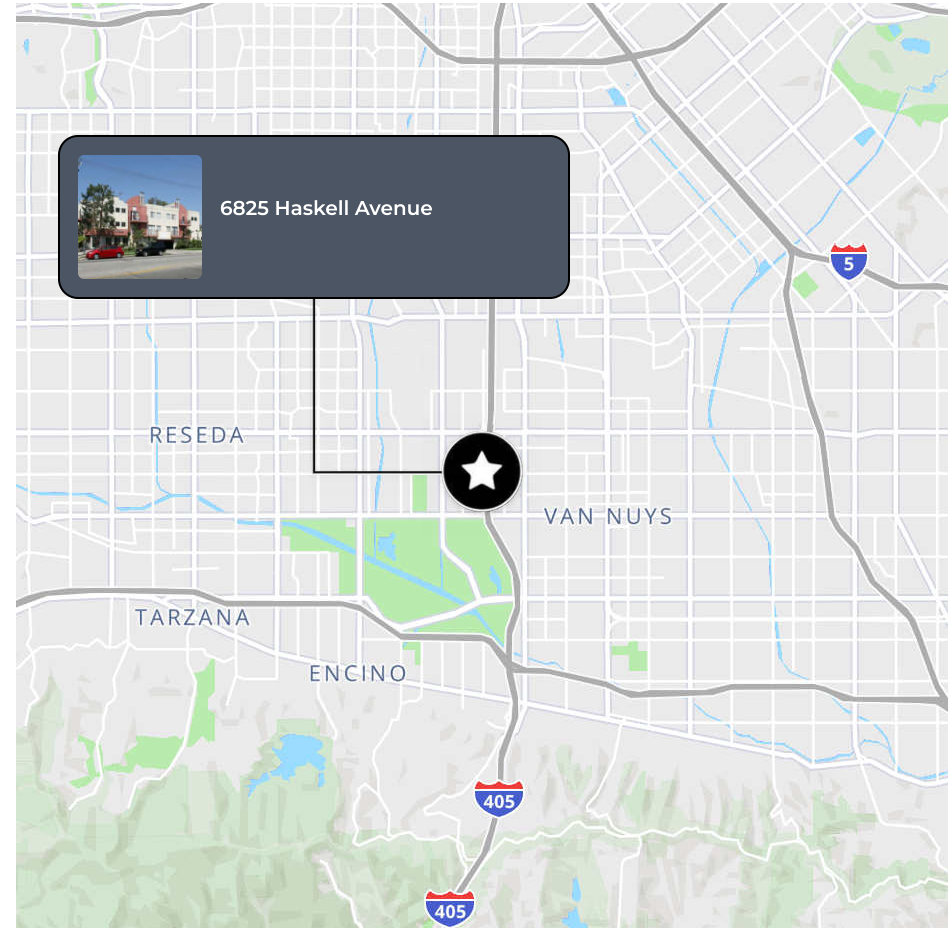 6825 Haskell Avenue
5
RESEDA
VAN NUYS
TARZANA
ENCINO
405
405